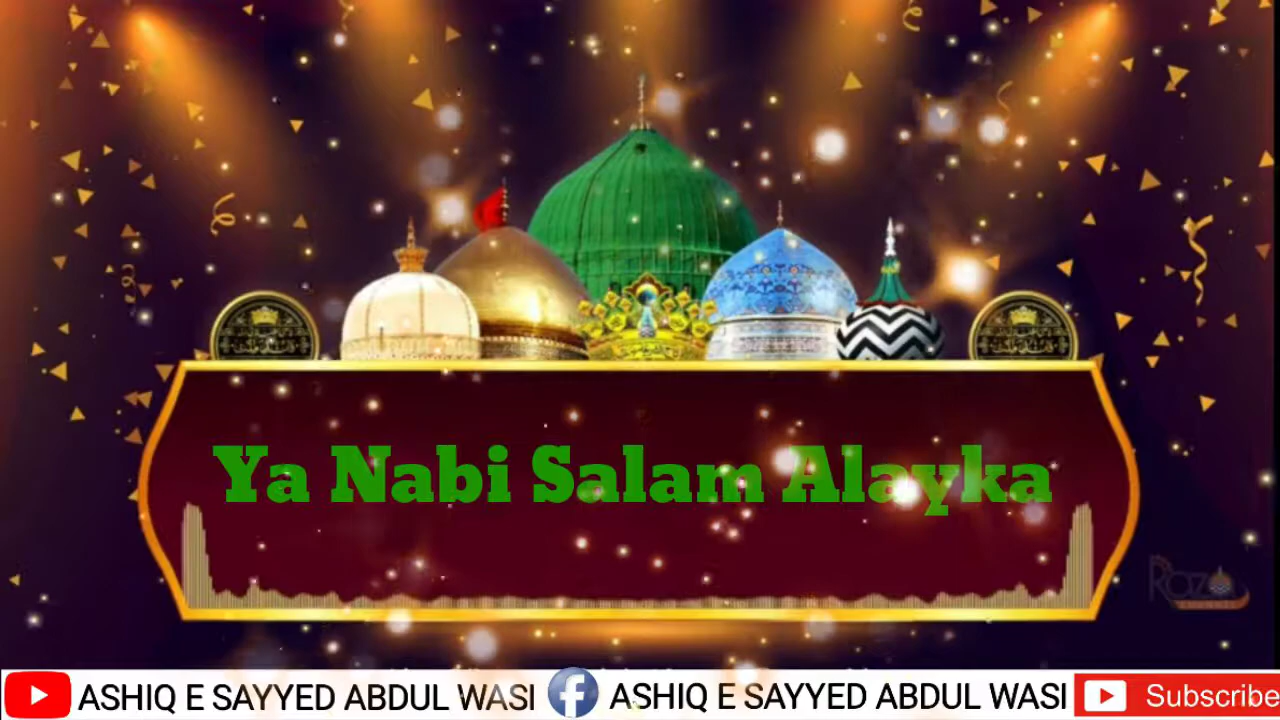 Ya Nabi Salam Alayka
ASHIQ E SAYYED ABDUL WASI ASHIQ E SAYYED ABDUL WASI Subscribe